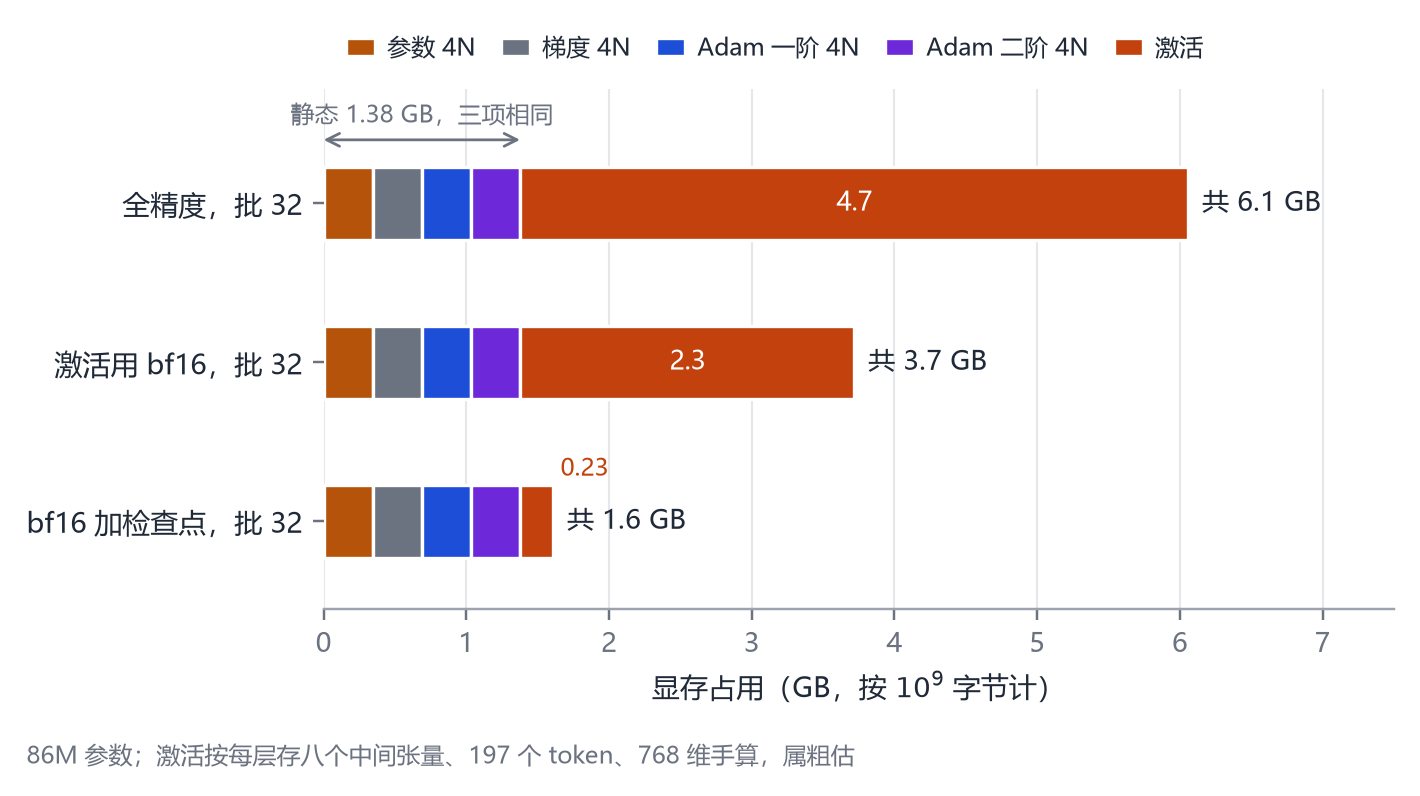 参数 4N 梯度 4N Adam 一阶 4N Adam 二阶 4N 激活
静态 1.38 GB，三项相同
全精度，批 32 4.7 共 6.1 GB
激活用 bf16，批 32 2.3 共 3.7 GB
0.23
bf16 加检查点，批 32 共 1.6 GB
0 1 2 3 4 5 6 7
显存占用（GB，按 10⁹ 字节计）
86M 参数；激活按每层存八个中间张量、197 个 token、768 维手算，属粗估